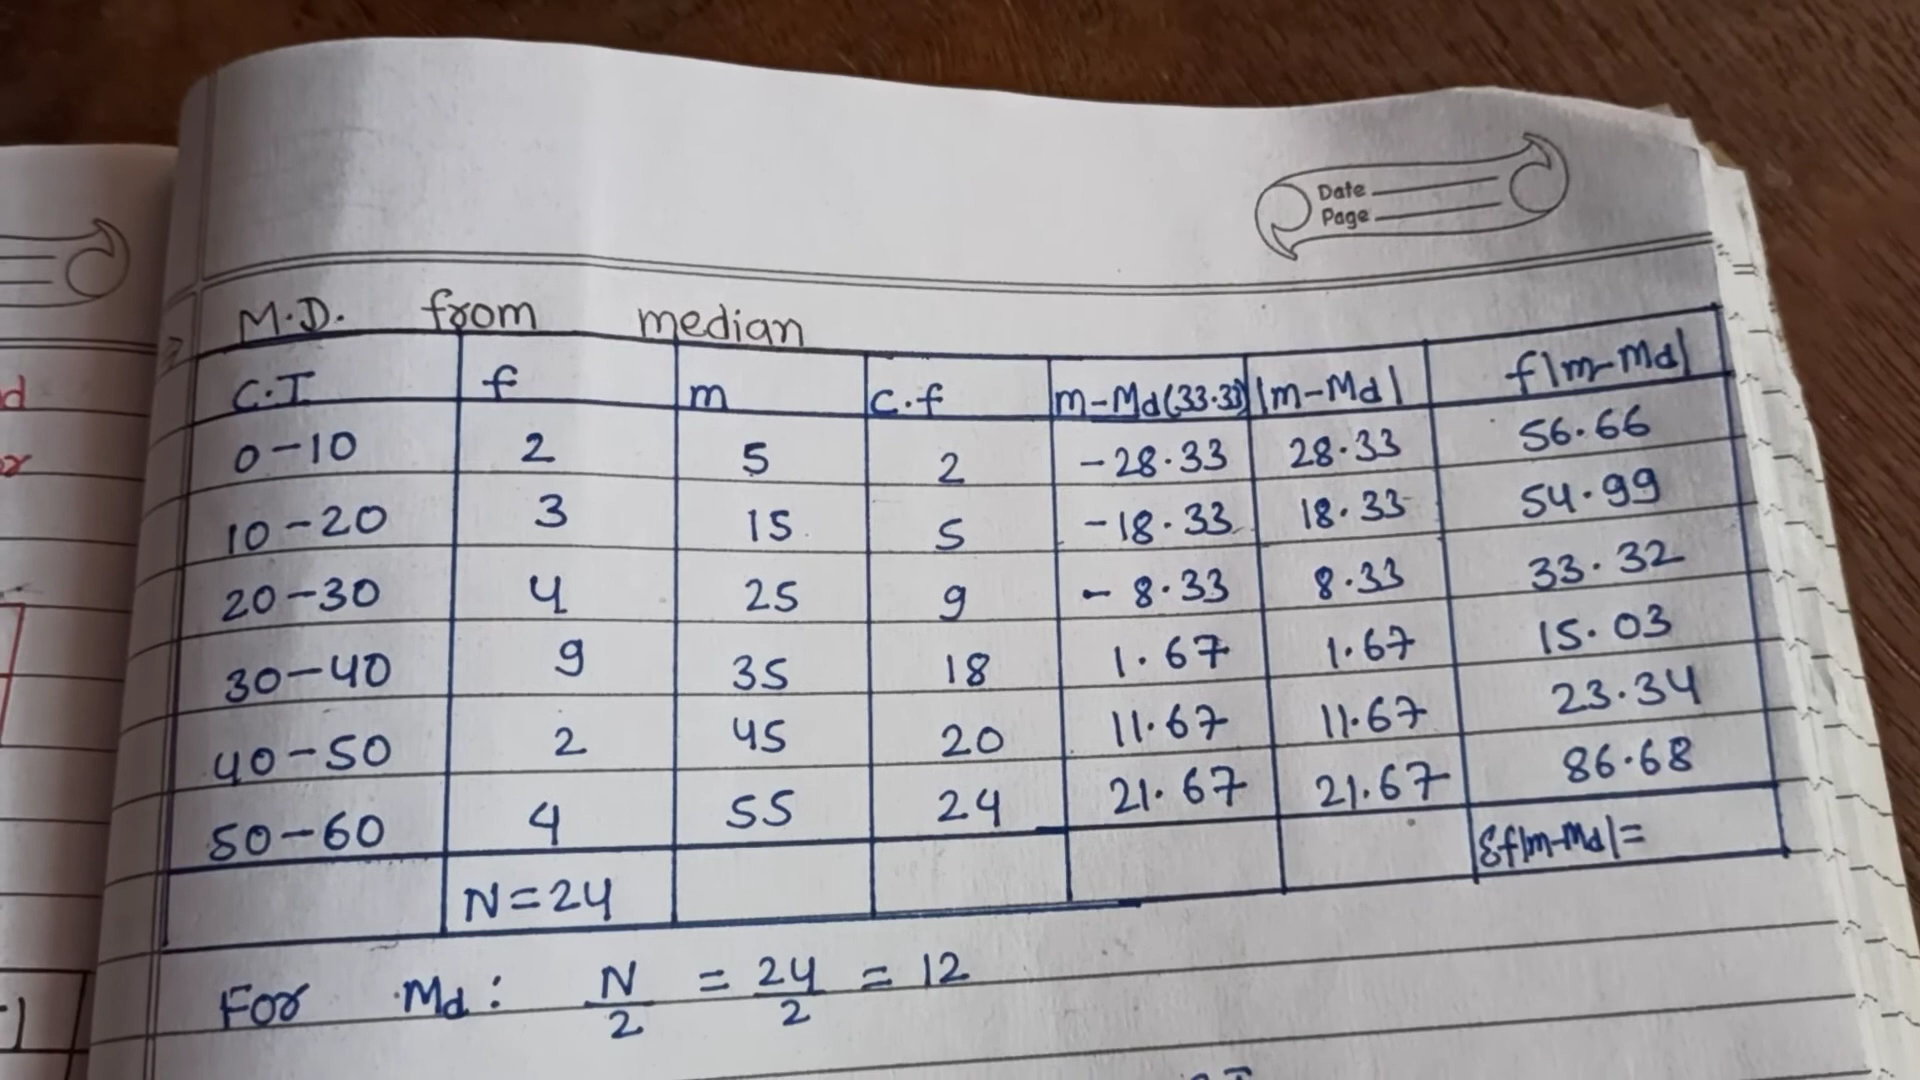 Date
Page
M.D. from median
C.I f m c.f m-Md(33.33) |m-Md| f|m-Md|
0-10 2 5 2 -28.33 28.33 56.66
10-20 3 15 5 -18.33 18.33 54.99
20-30 4 25 9 -8.33 8.33 33.32
30-40 9 35 18 1.67 1.67 15.03
40-50 2 45 20 11.67 11.67 23.34
50-60 4 55 24 21.67 21.67 86.68
N=24 Σf|m-Md|=
For Md: N/2 = 24/2 = 12